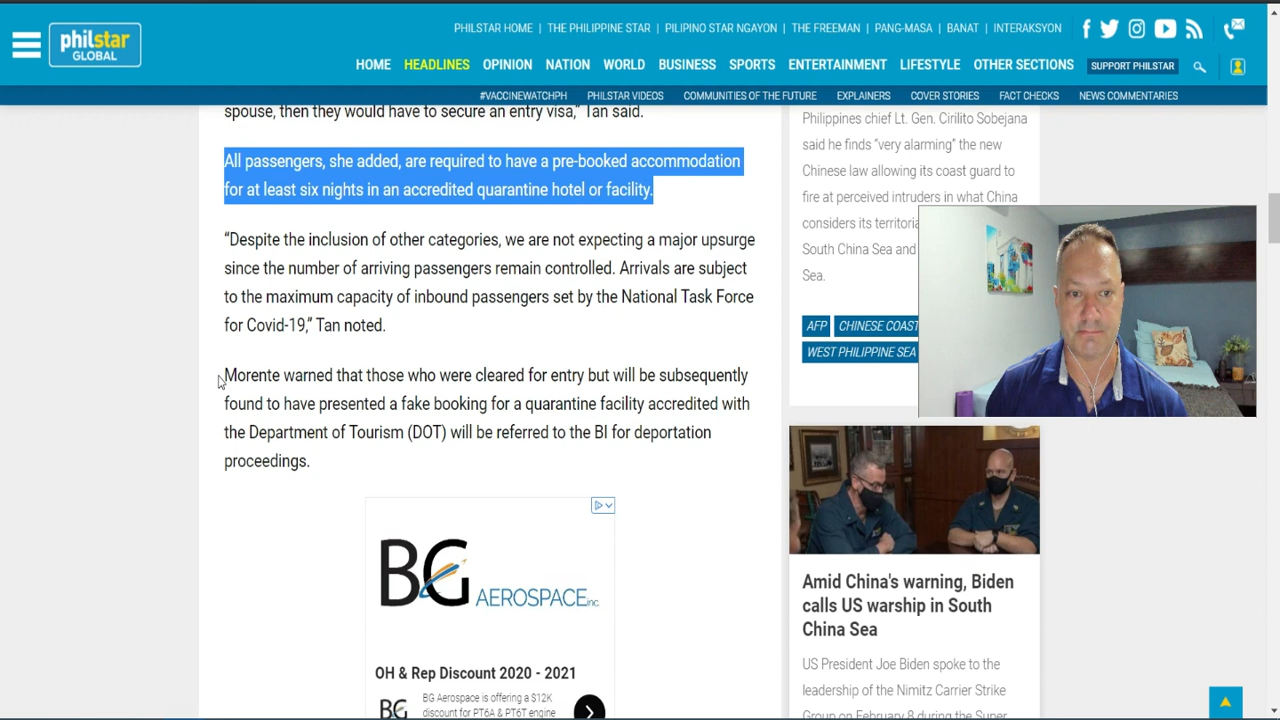 philstar
GLOBAL
PHILSTAR HOME | THE PHILIPPINE STAR | PILIPINO STAR NGAYON | THE FREEMAN | PANG-MASA | BANAT | INTERAKSYON
HOME HEADLINES OPINION NATION WORLD BUSINESS SPORTS ENTERTAINMENT LIFESTYLE OTHER SECTIONS SUPPORT PHILSTAR
#VACCINEWATCHPH PHILSTAR VIDEOS COMMUNITIES OF THE FUTURE EXPLAINERS COVER STORIES FACT CHECKS NEWS COMMENTARIES
spouse, then they would have to secure an entry visa,” Tan said.
All passengers, she added, are required to have a pre-booked accommodation
for at least six nights in an accredited quarantine hotel or facility.
“Despite the inclusion of other categories, we are not expecting a major upsurge
since the number of arriving passengers remain controlled. Arrivals are subject
to the maximum capacity of inbound passengers set by the National Task Force
for Covid-19,” Tan noted.
Morente warned that those who were cleared for entry but will be subsequently
found to have presented a fake booking for a quarantine facility accredited with
the Department of Tourism (DOT) will be referred to the BI for deportation
proceedings.
BG AEROSPACE inc.
OH & Rep Discount 2020 - 2021
BG
BG Aerospace is offering a $12K
discount for PT6A & PT6T engine
Philippines chief Lt. Gen. Cirilito Sobejana
said he finds “very alarming” the new
Chinese law allowing its coast guard to
fire at perceived intruders in what China
considers its territoria
South China Sea and
Sea.
AFP CHINESE COAST
WEST PHILIPPINE SEA
Amid China's warning, Biden
calls US warship in South
China Sea
US President Joe Biden spoke to the
leadership of the Nimitz Carrier Strike
Group on February 8 during the Super